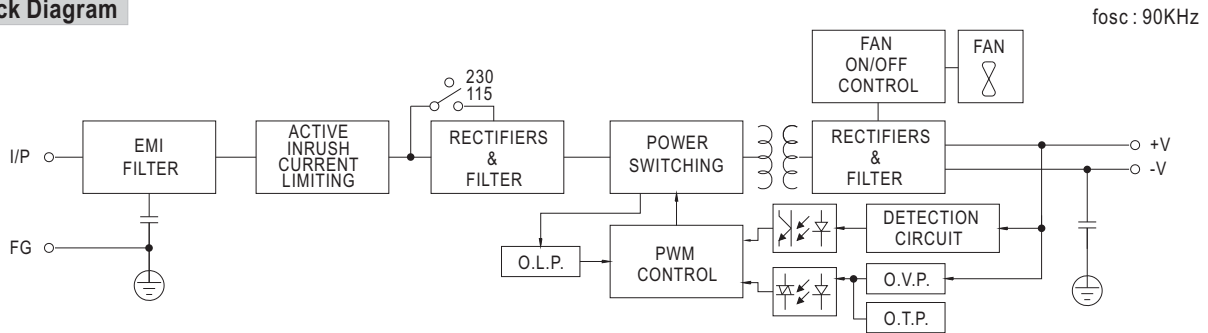 Diagram
fosc : 90KHz
FAN
ON/OFF
CONTROL
FAN
230
115
I/P
EMI
FILTER
ACTIVE
INRUSH
CURRENT
LIMITING
RECTIFIERS
&
FILTER
POWER
SWITCHING
RECTIFIERS
&
FILTER
+V
-V
FG
O.L.P.
PWM
CONTROL
DETECTION
CIRCUIT
O.V.P.
O.T.P.